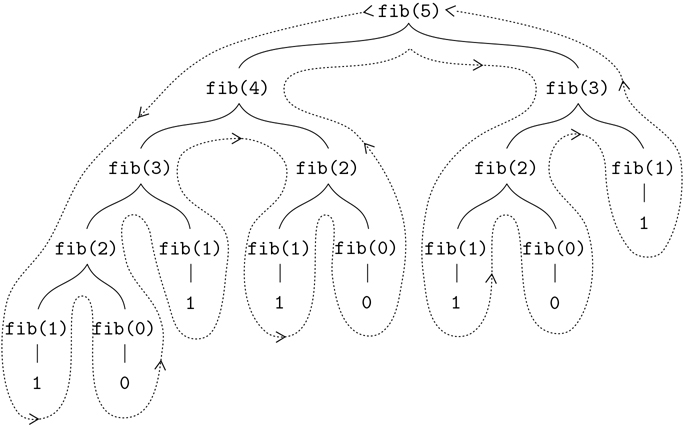 fib(5)
fib(4) fib(3)
fib(3) fib(2) fib(2) fib(1)
1
fib(2) fib(1) fib(1) fib(0) fib(1) fib(0)
1 1 0 1 0
fib(1) fib(0)
1 0